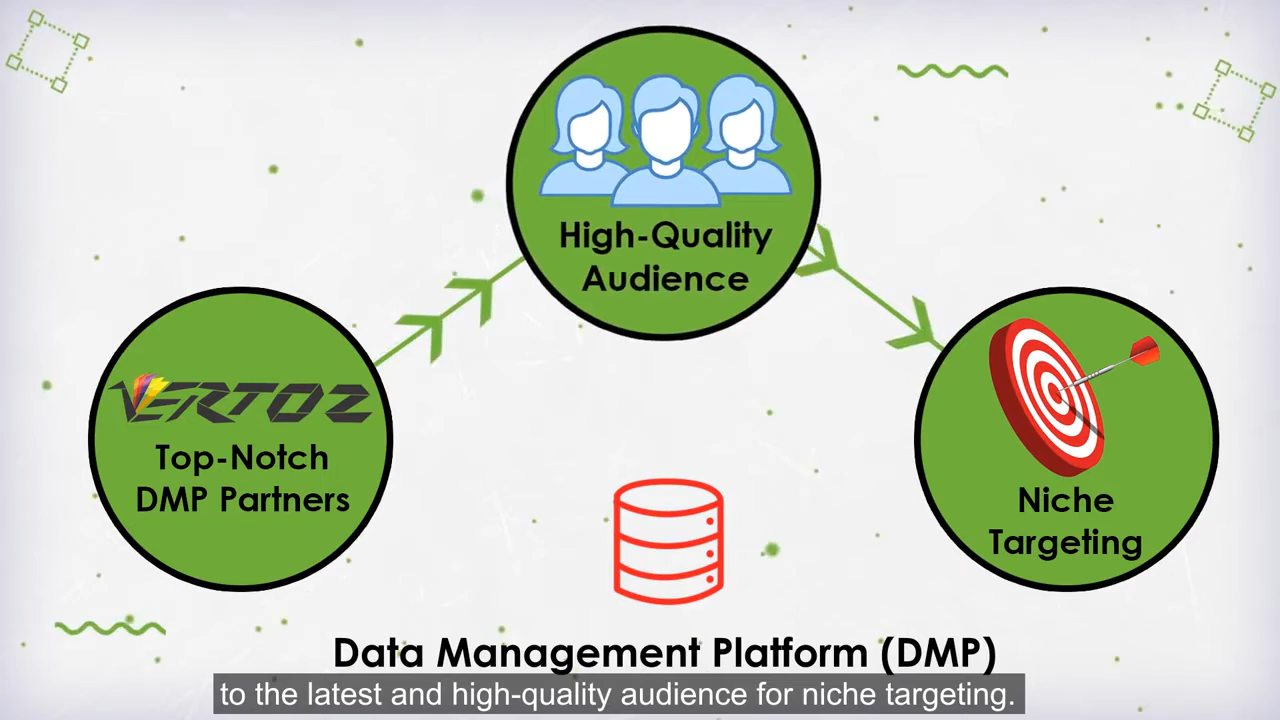 High-Quality
Audience
VERTOZ
Top-Notch
DMP Partners
Niche
Targeting
Data Management Platform (DMP)
to the latest and high-quality audience for niche targeting.